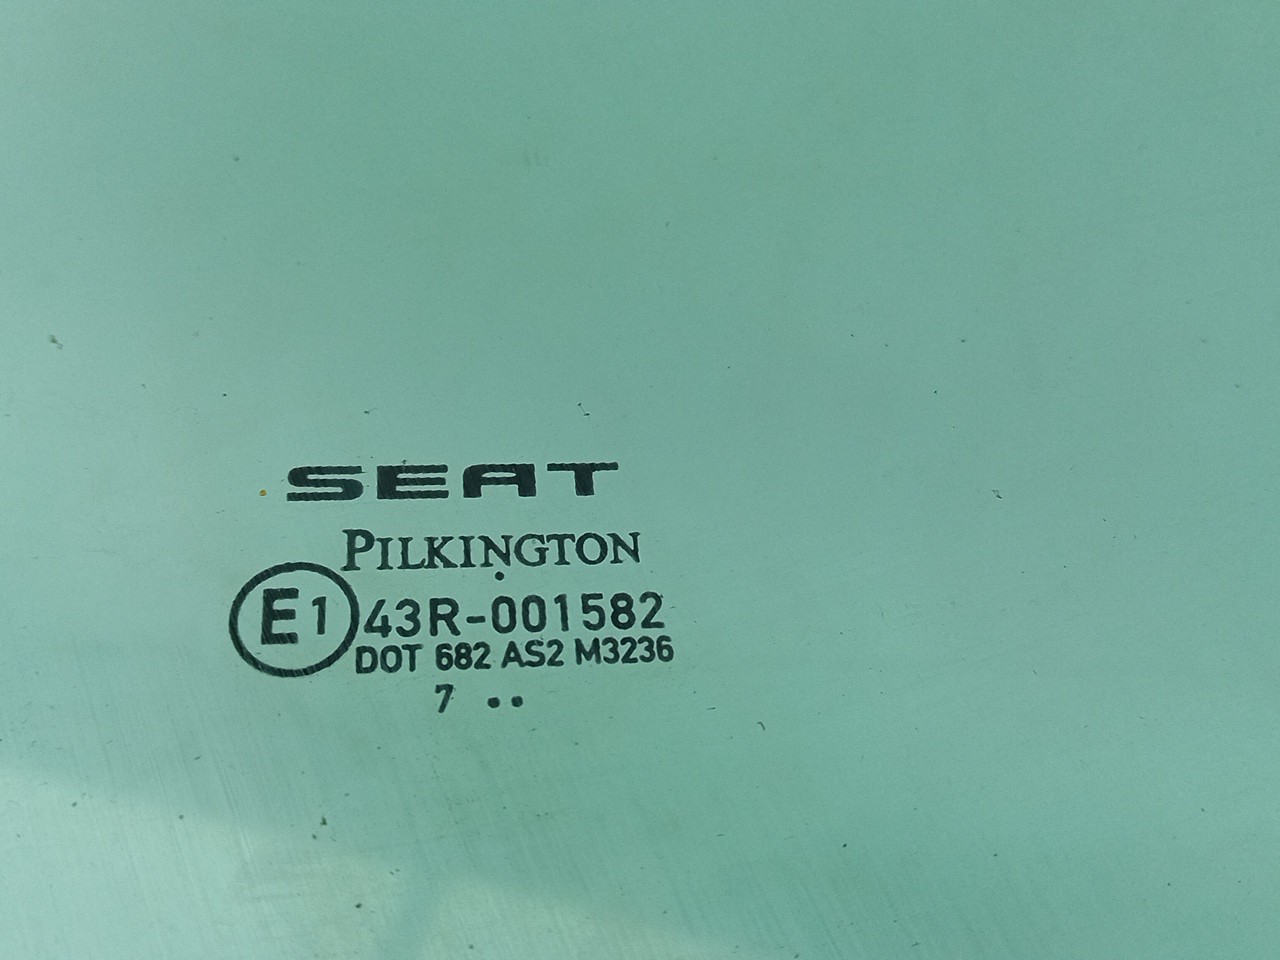 SEAT
PILKINGTON
E1 43R-001582
DOT 682 AS2 M3236
7 ••